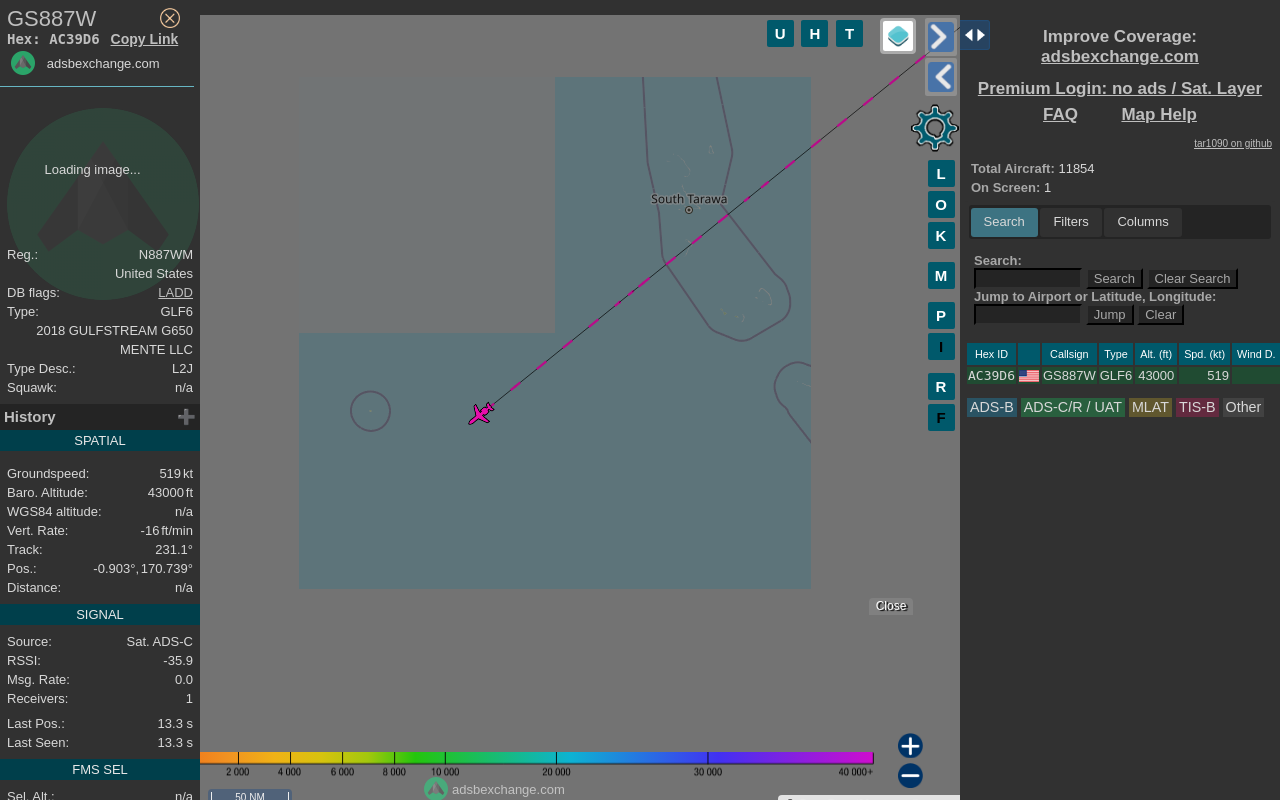 GS887W
Hex: AC39D6 Copy Link
adsbexchange.com
Loading image...
Reg.: N887WM
United States
DB flags: LADD
Type: GLF6
2018 GULFSTREAM G650
MENTE LLC
Type Desc.: L2J
Squawk: n/a
History
SPATIAL
Groundspeed: 519 kt
Baro. Altitude: 43000 ft
WGS84 altitude: n/a
Vert. Rate: -16 ft/min
Track: 231.1°
Pos.: -0.903°, 170.739°
Distance: n/a
SIGNAL
Source: Sat. ADS-C
RSSI: -35.9
Msg. Rate: 0.0
Receivers: 1
Last Pos.: 13.3 s
Last Seen: 13.3 s
FMS SEL
Sel. Alt.: n/a
U H T
South Tarawa
L
O
K
M
P
I
R
F
Close
2 000 4 000 6 000 8 000 10 000 20 000 30 000 40 000+
adsbexchange.com
50 NM
Improve Coverage:
adsbexchange.com
Premium Login: no ads / Sat. Layer
FAQ Map Help
tar1090 on github
Total Aircraft: 11854
On Screen: 1
Search Filters Columns
Search:
Search Clear Search
Jump to Airport or Latitude, Longitude:
Jump Clear
Hex ID Callsign Type Alt. (ft) Spd. (kt) Wind D.
AC39D6 GS887W GLF6 43000 519
ADS-B ADS-C/R / UAT MLAT TIS-B Other